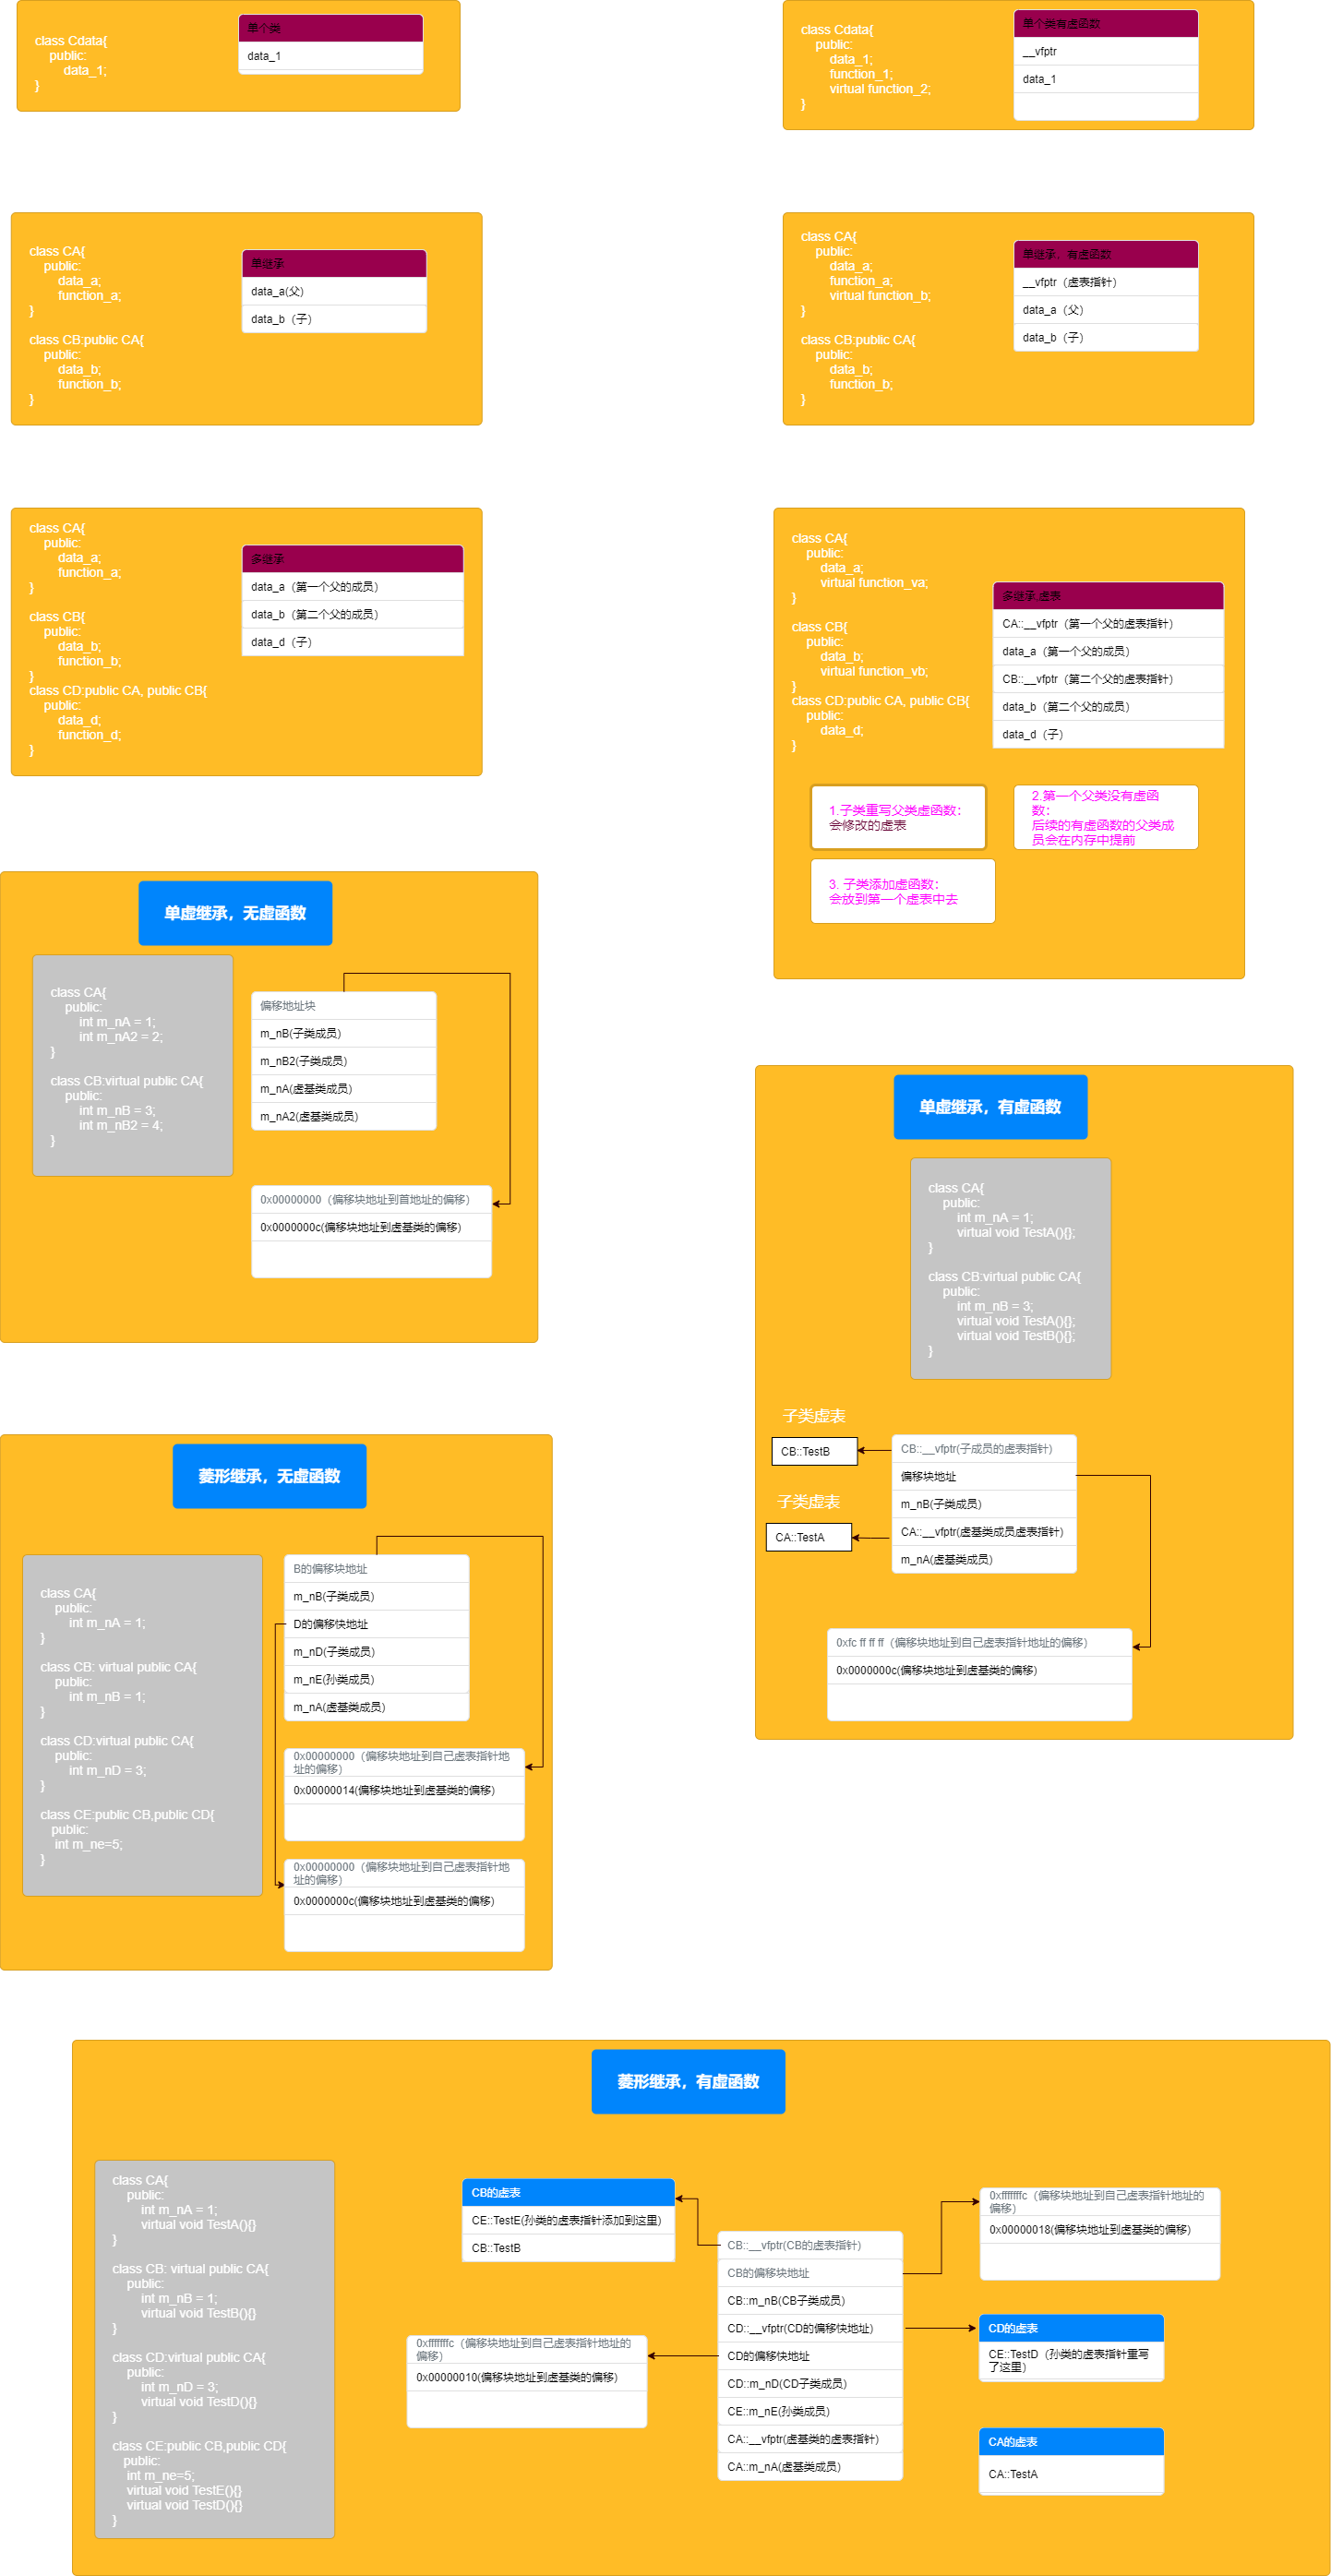 class Cdata{
public:
data_1;
}
单个类
data_1
class Cdata{
public:
data_1;
function_1;
virtual function_2;
}
单个类有虚函数
__vfptr
data_1
class CA{
public:
data_a;
function_a;
}
class CB:public CA{
public:
data_b;
function_b;
}
单继承
data_a(父)
data_b（子）
class CA{
public:
data_a;
function_a;
virtual function_b;
}
class CB:public CA{
public:
data_b;
function_b;
}
单继承，有虚函数
__vfptr（虚表指针）
data_a（父）
data_b（子）
class CA{
public:
data_a;
function_a;
}
class CB{
public:
data_b;
function_b;
}
class CD:public CA, public CB{
public:
data_d;
function_d;
}
多继承
data_a（第一个父的成员）
data_b（第二个父的成员）
data_d（子）
class CA{
public:
data_a;
virtual function_va;
}
class CB{
public:
data_b;
virtual function_vb;
}
class CD:public CA, public CB{
public:
data_d;
}
多继承,虚表
CA::__vfptr（第一个父的虚表指针）
data_a（第一个父的成员）
CB::__vfptr（第二个父的虚表指针）
data_b（第二个父的成员）
data_d（子）
1.子类重写父类虚函数：
会修改的虚表
2.第一个父类没有虚函
数：
后续的有虚函数的父类成
员会在内存中提前
3. 子类添加虚函数：
会放到第一个虚表中去
单虚继承，无虚函数
class CA{
public:
int m_nA = 1;
int m_nA2 = 2;
}
class CB:virtual public CA{
public:
int m_nB = 3;
int m_nB2 = 4;
}
偏移地址块
m_nB(子类成员)
m_nB2(子类成员)
m_nA(虚基类成员)
m_nA2(虚基类成员)
0x00000000（偏移块地址到首地址的偏移）
0x0000000c(偏移块地址到虚基类的偏移)
单虚继承，有虚函数
class CA{
public:
int m_nA = 1;
virtual void TestA(){};
}
class CB:virtual public CA{
public:
int m_nB = 3;
virtual void TestA(){};
virtual void TestB(){};
}
子类虚表
CB::TestB
子类虚表
CA::TestA
CB::__vfptr(子成员的虚表指针)
偏移块地址
m_nB(子类成员)
CA::__vfptr(虚基类成员虚表指针)
m_nA(虚基类成员)
0xfc ff ff ff（偏移块地址到自己虚表指针地址的偏移）
0x0000000c(偏移块地址到虚基类的偏移)
菱形继承，无虚函数
class CA{
public:
int m_nA = 1;
}
class CB: virtual public CA{
public:
int m_nB = 1;
}
class CD:virtual public CA{
public:
int m_nD = 3;
}
class CE:public CB,public CD{
public:
int m_ne=5;
}
B的偏移块地址
m_nB(子类成员)
D的偏移快地址
m_nD(子类成员)
m_nE(孙类成员)
m_nA(虚基类成员)
0x00000000（偏移块地址到自己虚表指针地
址的偏移）
0x00000014(偏移块地址到虚基类的偏移)
0x00000000（偏移块地址到自己虚表指针地
址的偏移）
0x0000000c(偏移块地址到虚基类的偏移)
菱形继承，有虚函数
class CA{
public:
int m_nA = 1;
virtual void TestA(){}
}
class CB: virtual public CA{
public:
int m_nB = 1;
virtual void TestB(){}
}
class CD:virtual public CA{
public:
int m_nD = 3;
virtual void TestD(){}
}
class CE:public CB,public CD{
public:
int m_ne=5;
virtual void TestE(){}
virtual void TestD(){}
}
CB的虚表
CE::TestE(孙类的虚表指针添加到这里)
CB::TestB
0xfffffffc（偏移块地址到自己虚表指针地址的
偏移）
0x00000010(偏移块地址到虚基类的偏移)
CB::__vfptr(CB的虚表指针)
CB的偏移块地址
CB::m_nB(CB子类成员)
CD::__vfptr(CD的偏移快地址)
CD的偏移快地址
CD::m_nD(CD子类成员)
CE::m_nE(孙类成员)
CA::__vfptr(虚基类的虚表指针)
CA::m_nA(虚基类成员)
0xfffffffc（偏移块地址到自己虚表指针地址的
偏移）
0x00000018(偏移块地址到虚基类的偏移)
CD的虚表
CE::TestD（孙类的虚表指针重写
了这里）
CA的虚表
CA::TestA